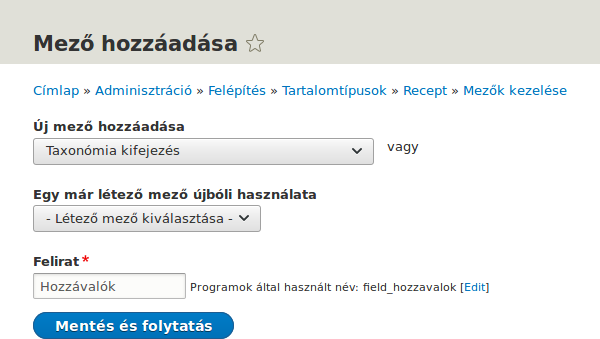 Mező hozzáadása
Címlap » Adminisztráció » Felépítés » Tartalomtípusok » Recept » Mezők kezelése
Új mező hozzáadása
Taxonómia kifejezés vagy
Egy már létező mező újbóli használata
- Létező mező kiválasztása -
Felirat*
Hozzávalók Programok által használt név: field_hozzavalok [Edit]
Mentés és folytatás